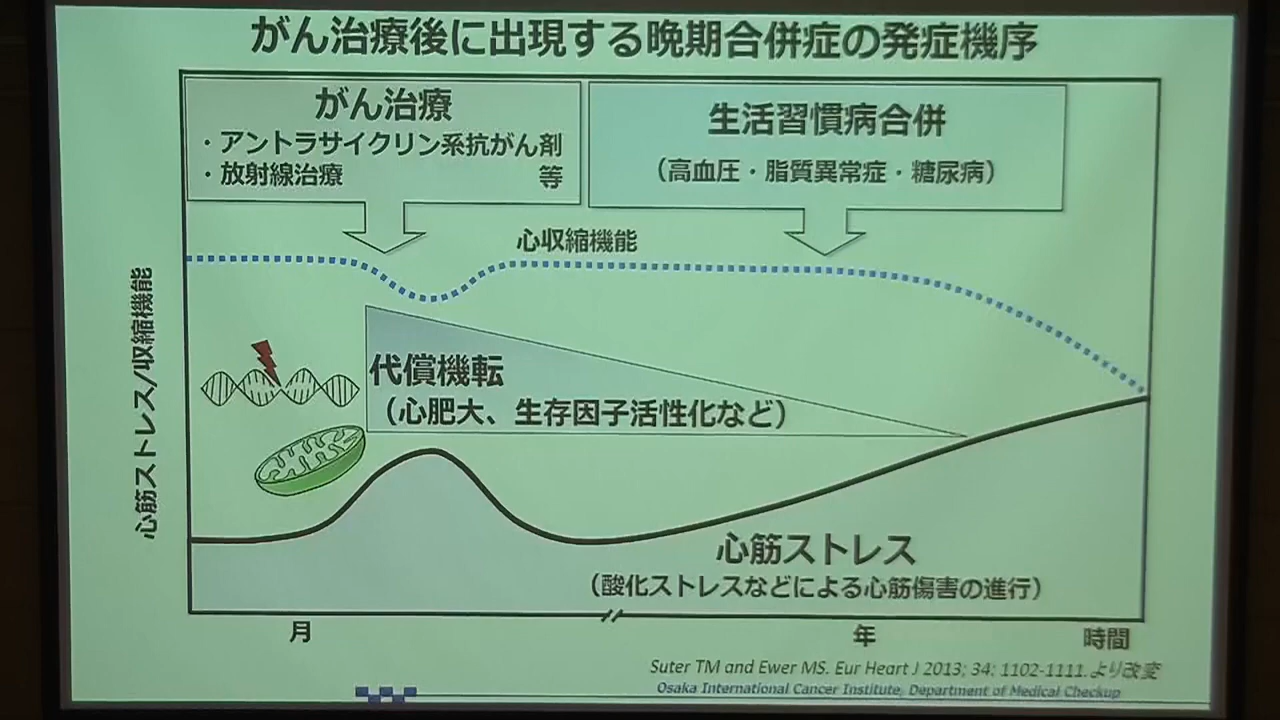 がん治療後に出現する晩期合併症の発症機序
がん治療
・アントラサイクリン系抗がん剤
・放射線治療 等
生活習慣病合併
（高血圧・脂質異常症・糖尿病）
心収縮機能
心筋ストレス/収縮機能
代償機転
（心肥大、生存因子活性化など）
心筋ストレス
（酸化ストレスなどによる心筋傷害の進行）
月
年
時間
Suter TM and Ewer MS. Eur Heart J 2013; 34: 1102-1111.より改変
Osaka International Cancer Institute, Department of Medical Checkup